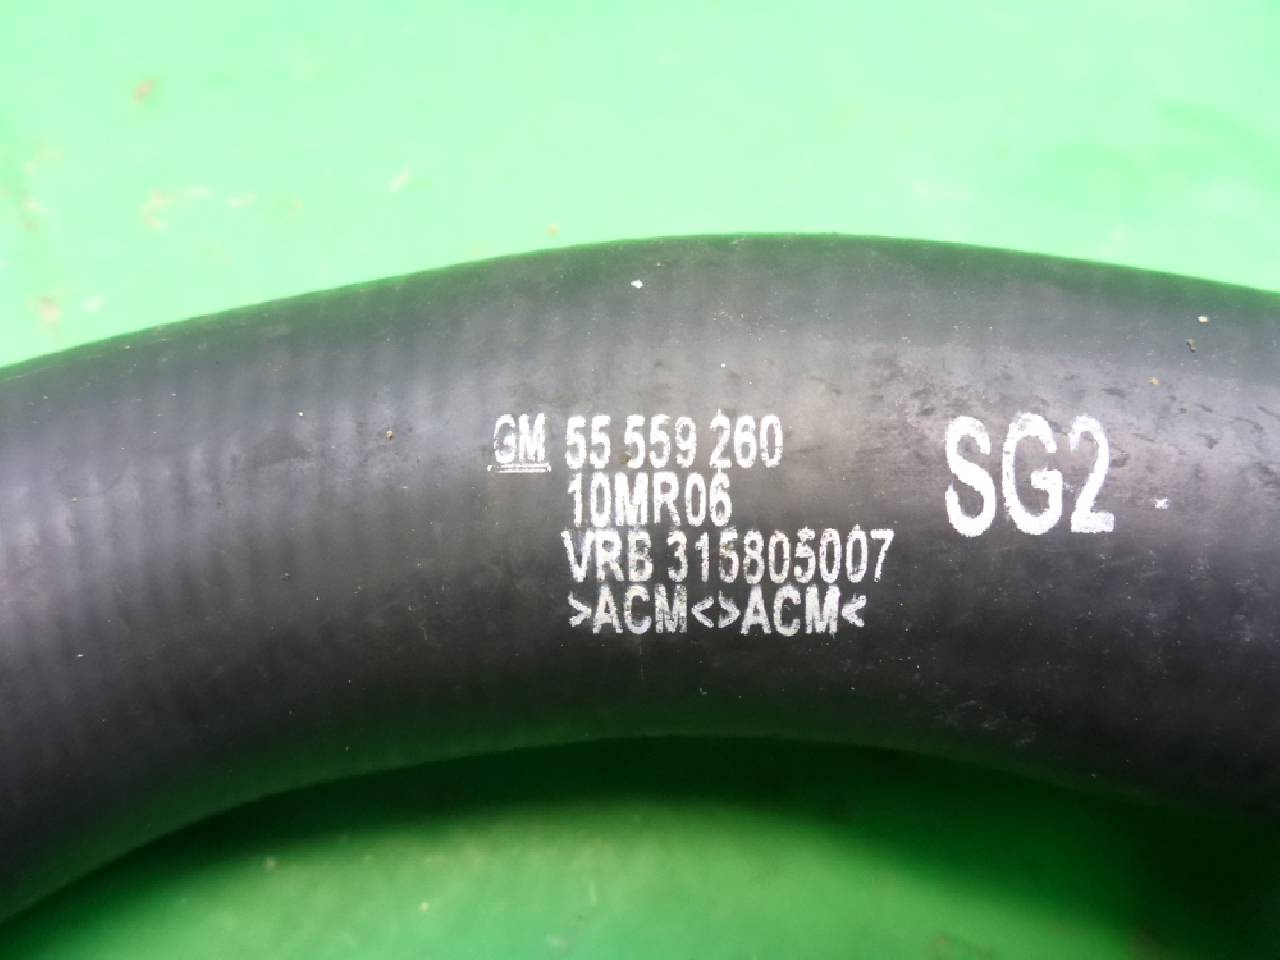 GM 55 559 260
10MR06
VRB 315805007
>ACM<>ACM<
SG2